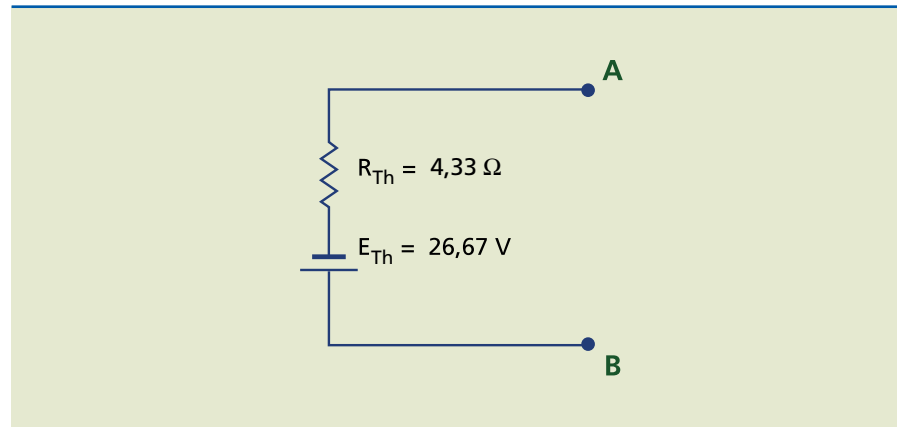 A
R_Th = 4,33 Ω
E_Th = 26,67 V
B